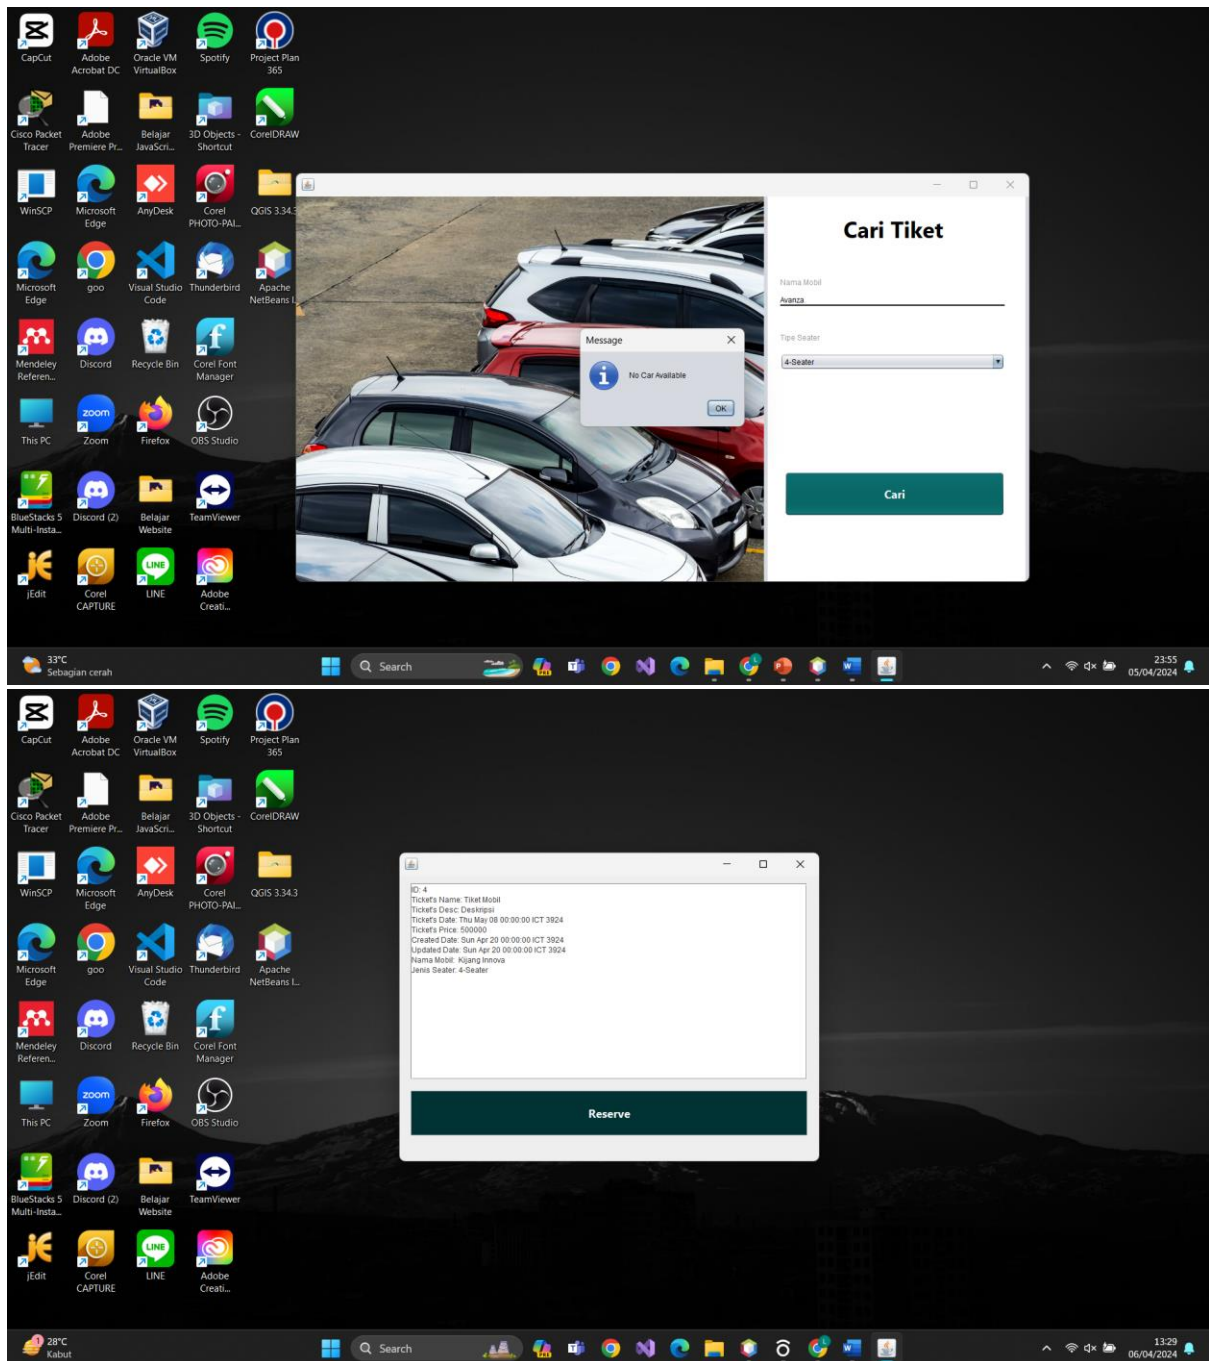 CapCut
Adobe Acrobat DC
Oracle VM VirtualBox
Spotify
Project Plan 365
Cisco Packet Tracer
Adobe Premiere Pr...
Belajar JavaScri...
3D Objects - Shortcut
CorelDRAW
WinSCP
Microsoft Edge
AnyDesk
Corel PHOTO-PAI...
QGIS 3.34.3
Microsoft Edge
goo
Visual Studio Code
Thunderbird
Apache NetBeans I...
Mendeley Referen...
Discord
Recycle Bin
Corel Font Manager
This PC
Zoom
Firefox
OBS Studio
BlueStacks 5 Multi-Insta...
Discord (2)
Belajar Website
TeamViewer
jEdit
Corel CAPTURE
LINE
Adobe Creati...
Cari Tiket
Nama Mobil
Avanza
Tipe Seater
4-Seater
Cari
Message
No Car Available
OK
33°C
Sebagian cerah
Search
23:55
05/04/2024
CapCut
Adobe Acrobat DC
Oracle VM VirtualBox
Spotify
Project Plan 365
Cisco Packet Tracer
Adobe Premiere Pr...
Belajar JavaScri...
3D Objects - Shortcut
CorelDRAW
WinSCP
Microsoft Edge
AnyDesk
Corel PHOTO-PAI...
QGIS 3.34.3
Microsoft Edge
goo
Visual Studio Code
Thunderbird
Apache NetBeans I...
Mendeley Referen...
Discord
Recycle Bin
Corel Font Manager
This PC
Zoom
Firefox
OBS Studio
BlueStacks 5 Multi-Insta...
Discord (2)
Belajar Website
TeamViewer
jEdit
Corel CAPTURE
LINE
Adobe Creati...
ID: 4
Ticket's Name: Tiket Mobil
Ticket's Desc: Deskripsi
Ticket's Date: Thu May 08 00:00:00 ICT 3924
Ticket's Price: 500000
Created Date: Sun Apr 20 00:00:00 ICT 3924
Updated Date: Sun Apr 20 00:00:00 ICT 3924
Nama Mobil: Kijang Innova
Jenis Seater: 4-Seater
Reserve
28°C
Kabut
Search
13:29
06/04/2024